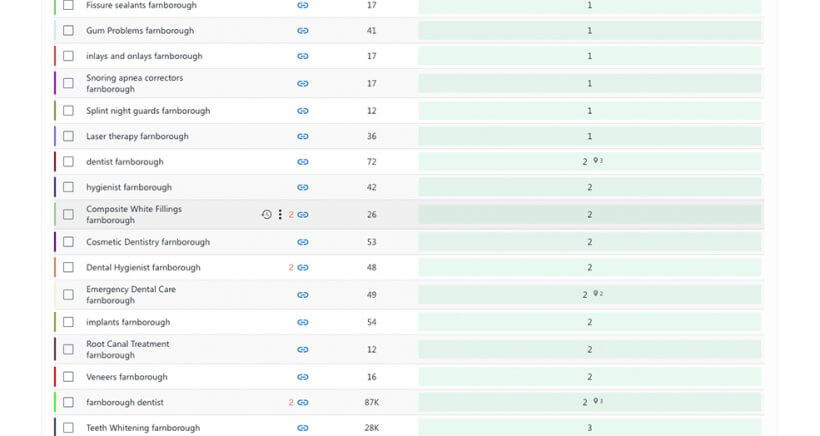 Fissure sealants farnborough 17 1
Gum Problems farnborough 41 1
inlays and onlays farnborough 17 1
Snoring apnea correctors
farnborough 17 1
Splint night guards farnborough 12 1
Laser therapy farnborough 36 1
dentist farnborough 72 2 3
hygienist farnborough 42 2
Composite White Fillings
farnborough 2 26 2
Cosmetic Dentistry farnborough 53 2
Dental Hygienist farnborough 2 48 2
Emergency Dental Care
farnborough 49 2 2
implants farnborough 54 2
Root Canal Treatment
farnborough 12 2
Veneers farnborough 16 2
farnborough dentist 2 87K 2 3
Teeth Whitening farnborough 28K 3